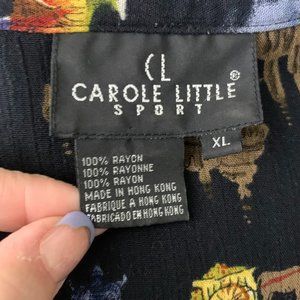 CL
CAROLE LITTLE®
SPORT
XL
100% RAYON
100% RAYONNE
100% RAYON
MADE IN HONG KONG
FABRIQUE A HONG KONG
FABRICADO EN HONG KONG